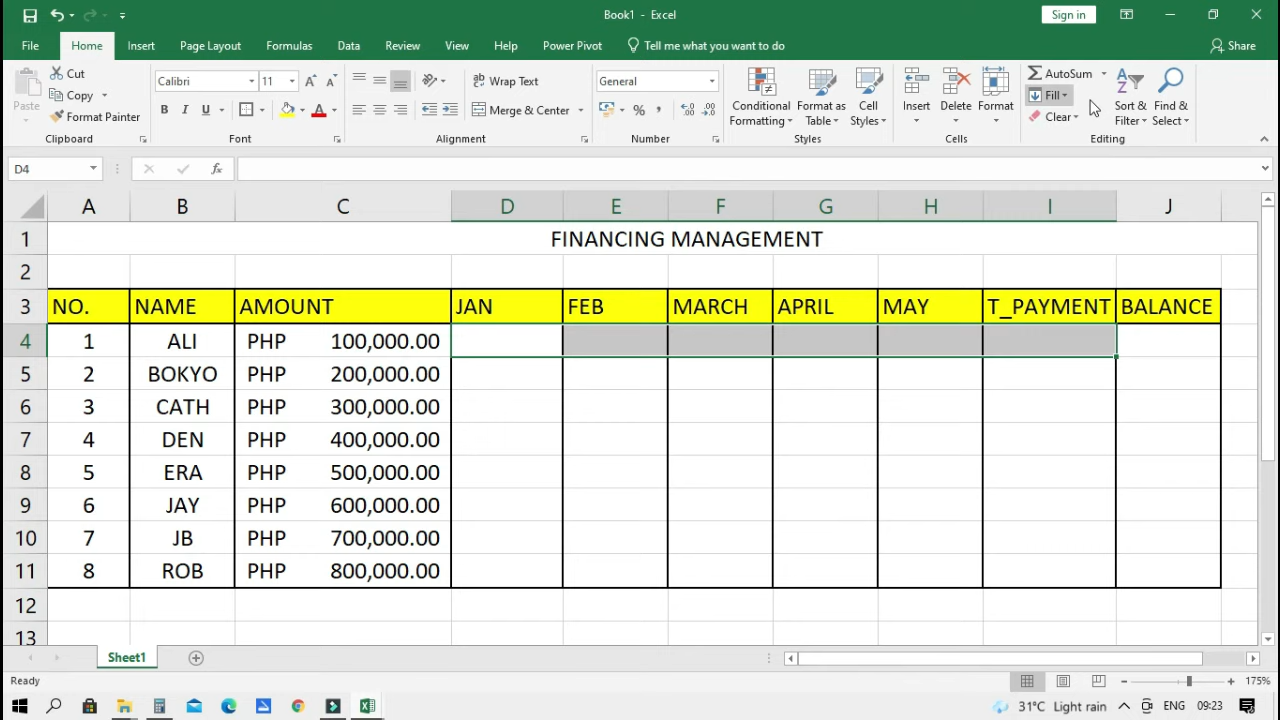 Book1 - Excel
Sign in
File Home Insert Page Layout Formulas Data Review View Help Power Pivot Tell me what you want to do Share
Paste
Cut
Copy
Format Painter
Clipboard
Calibri 11
B I U
Font
Wrap Text
Merge & Center
Alignment
General
%
Number
Conditional Formatting
Format as Table
Cell Styles
Styles
Insert
Delete
Format
Cells
AutoSum
Fill
Clear
Sort & Filter
Find & Select
Editing
D4
fx
A B C D E F G H I J
1 FINANCING MANAGEMENT
2
3 NO. NAME AMOUNT JAN FEB MARCH APRIL MAY T_PAYMENT BALANCE
4 1 ALI PHP 100,000.00
5 2 BOKYO PHP 200,000.00
6 3 CATH PHP 300,000.00
7 4 DEN PHP 400,000.00
8 5 ERA PHP 500,000.00
9 6 JAY PHP 600,000.00
10 7 JB PHP 700,000.00
11 8 ROB PHP 800,000.00
12
13
Sheet1
Ready
175%
31°C Light rain ENG 09:23